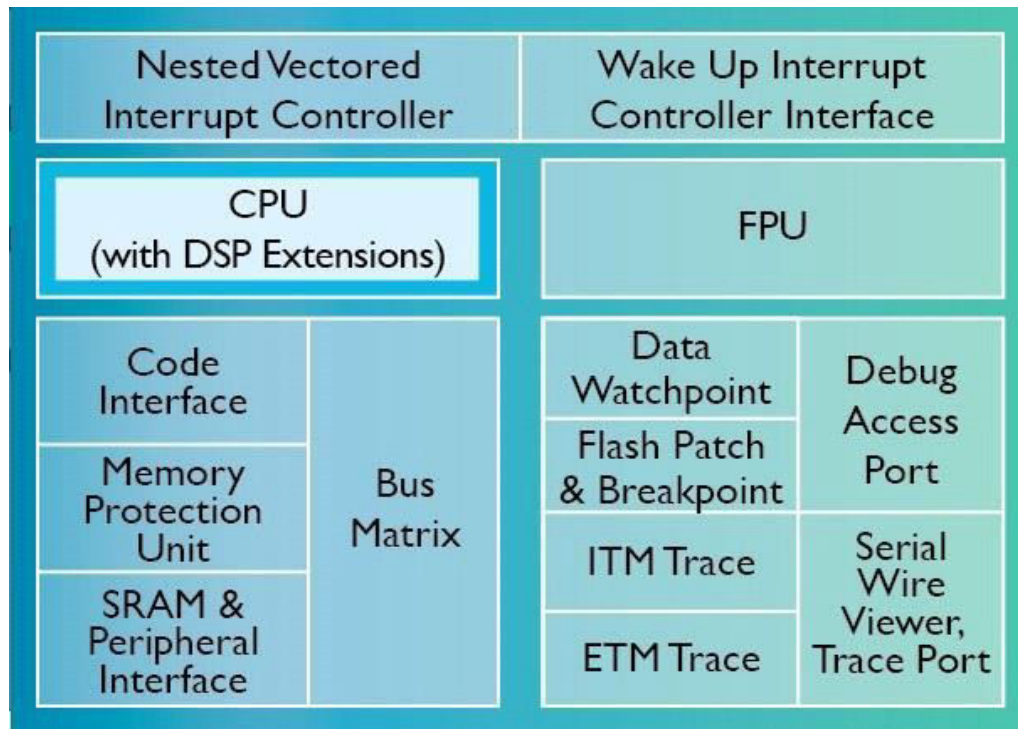 Nested Vectored
Interrupt Controller
Wake Up Interrupt
Controller Interface
CPU
(with DSP Extensions)
FPU
Code
Interface
Memory
Protection
Unit
SRAM &
Peripheral
Interface
Bus
Matrix
Data
Watchpoint
Flash Patch
& Breakpoint
ITM Trace
ETM Trace
Debug
Access
Port
Serial
Wire
Viewer,
Trace Port